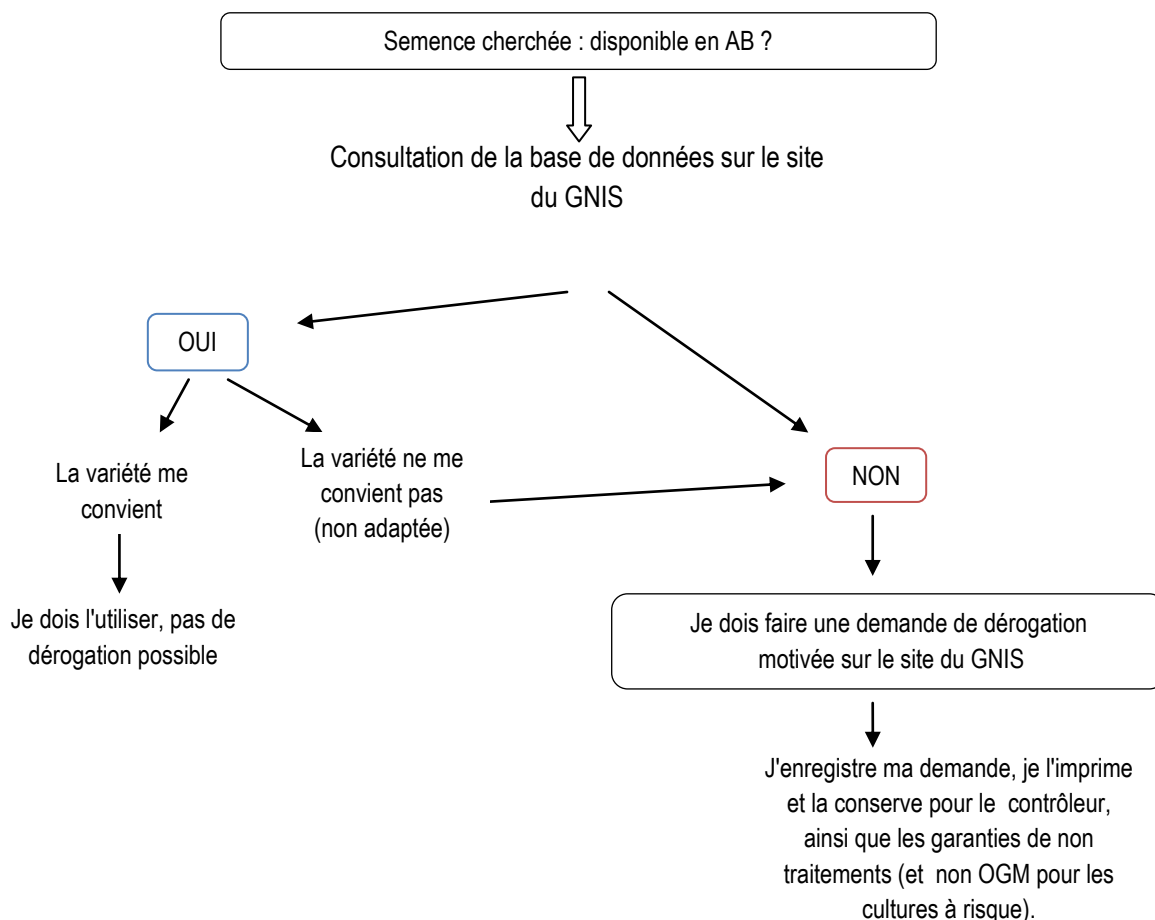 Semence cherchée : disponible en AB ?
Consultation de la base de données sur le site
du GNIS
OUI
La variété me
convient
La variété ne me
convient pas
(non adaptée)
NON
Je dois l'utiliser, pas de
dérogation possible
Je dois faire une demande de dérogation
motivée sur le site du GNIS
J'enregistre ma demande, je l'imprime
et la conserve pour le contrôleur,
ainsi que les garanties de non
traitements (et non OGM pour les
cultures à risque).